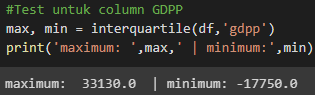 #Test untuk column GDPP
max, min = interquartile(df,'gdpp')
print('maximum: ',max,' | minimum:',min)
maximum:  33130.0  | minimum: -17750.0